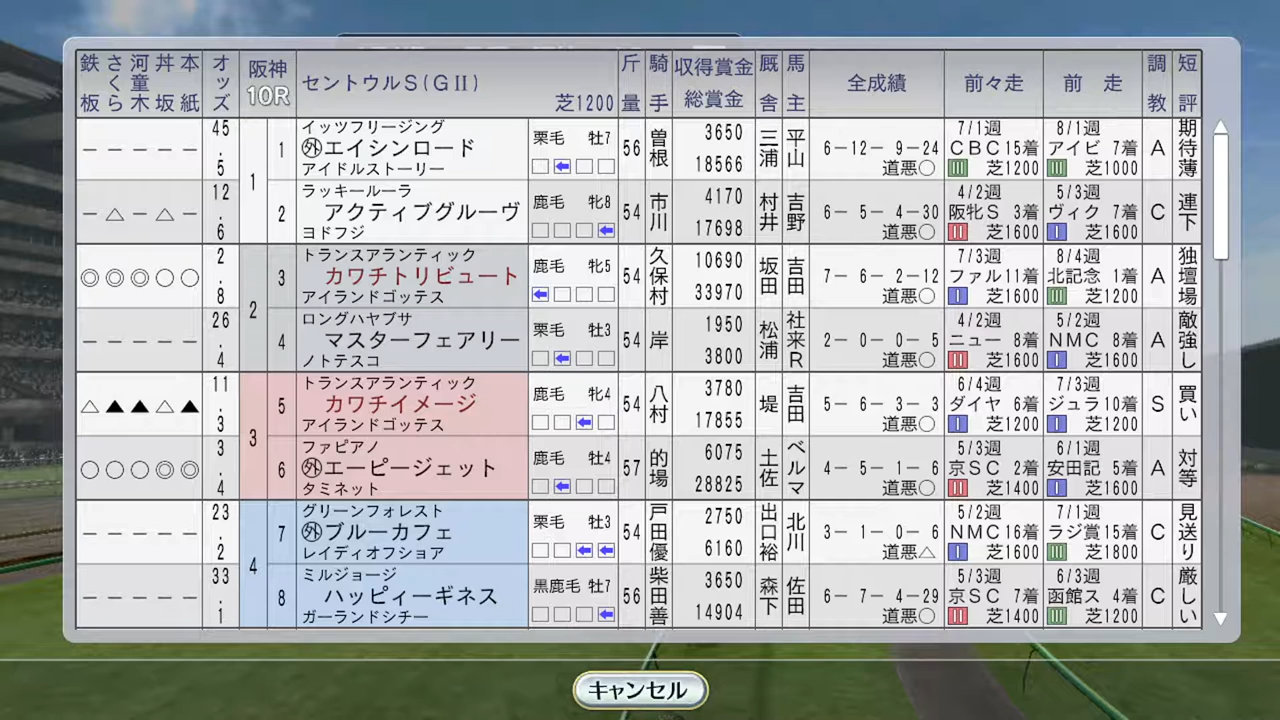 鉄板 さくら 河童木 丼坂 本紙 オッズ 阪神 10R セントウルS(GⅡ) 芝1200 斤量 騎手 収得賞金 総賞金 厩舎 馬主 全成績 前々走 前走 調教 短評
－－－－－ 45.5 1 1 イッツフリージング 栗毛 牡7 56 曽根 3650 三浦 平山 6－12－9－24 7/1週 8/1週 A 期待薄
外エイシンロード CBC15着 アイビ 7着
アイドルストーリー 18566 道悪○ Ⅲ 芝1200 Ⅲ 芝1000
－△－△－ 12.6 2 ラッキールーラ 鹿毛 牝8 54 市川 4170 村井 吉野 6－5－4－30 4/2週 5/3週 C 連下
アクティブグルーヴ 阪牝S 3着 ヴィク 7着
ヨドフジ 17698 道悪○ Ⅱ 芝1600 Ⅰ 芝1600
◎◎◎○○ 2.8 2 3 トランスアトランティック 鹿毛 牝5 54 久保村 10690 坂田 吉田 7－6－2－12 7/3週 8/4週 A 独壇場
カワチトリビュート ファル11着 北記念 1着
アイランドゴッテス 33970 道悪○ Ⅰ 芝1600 Ⅲ 芝1200
－－－－－ 26.4 4 ロングハヤブサ 栗毛 牡3 54 岸 1950 松浦 社来R 2－0－0－5 4/2週 5/2週 A 敵強し
マスターフェアリー ニュー 8着 NMC 8着
ノトテスコ 3800 道悪○ Ⅱ 芝1600 Ⅰ 芝1600
△▲▲△▲ 11.3 3 5 トランスアトランティック 鹿毛 牝4 54 八村 3780 堤 吉田 5－6－3－3 6/4週 7/3週 S 買い
カワチイメージ ダイヤ 6着 ジュラ10着
アイランドゴッテス 17855 道悪○ Ⅰ 芝1200 Ⅰ 芝1200
○○○◎◎ 3.4 6 ファピアノ 鹿毛 牡4 57 的場 6075 土佐 ベルマ 4－5－1－6 5/3週 6/1週 A 対等
外エーピージェット 京SC 2着 安田記 5着
タミネット 28825 道悪○ Ⅱ 芝1400 Ⅰ 芝1600
－－－－－ 23.2 4 7 グリーンフォレスト 栗毛 牡3 54 戸田優 2750 出口裕 北川 3－1－0－6 5/2週 7/1週 C 見送り
外ブルーカフェ NMC16着 ラジ賞15着
レイディオフショア 6160 道悪△ Ⅰ 芝1600 Ⅲ 芝1800
－－－－－ 33.1 8 ミルジョージ 黒鹿毛 牡7 56 柴田善 3650 森下 佐田 6－7－4－29 5/3週 6/3週 C 厳しい
ハッピィーギネス 京SC 7着 函館ス 4着
ガーランドシチー 14904 道悪○ Ⅱ 芝1400 Ⅲ 芝1200
キャンセル